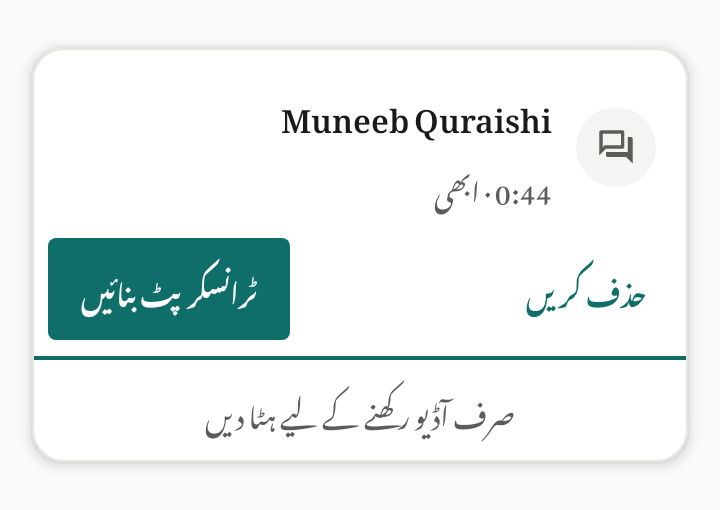 Muneeb Quraishi
0:44 · ابھی
حذف کریں
ٹرانسکرپٹ بنائیں
صرف آڈیو رکھنے کے لیے ہٹا دیں